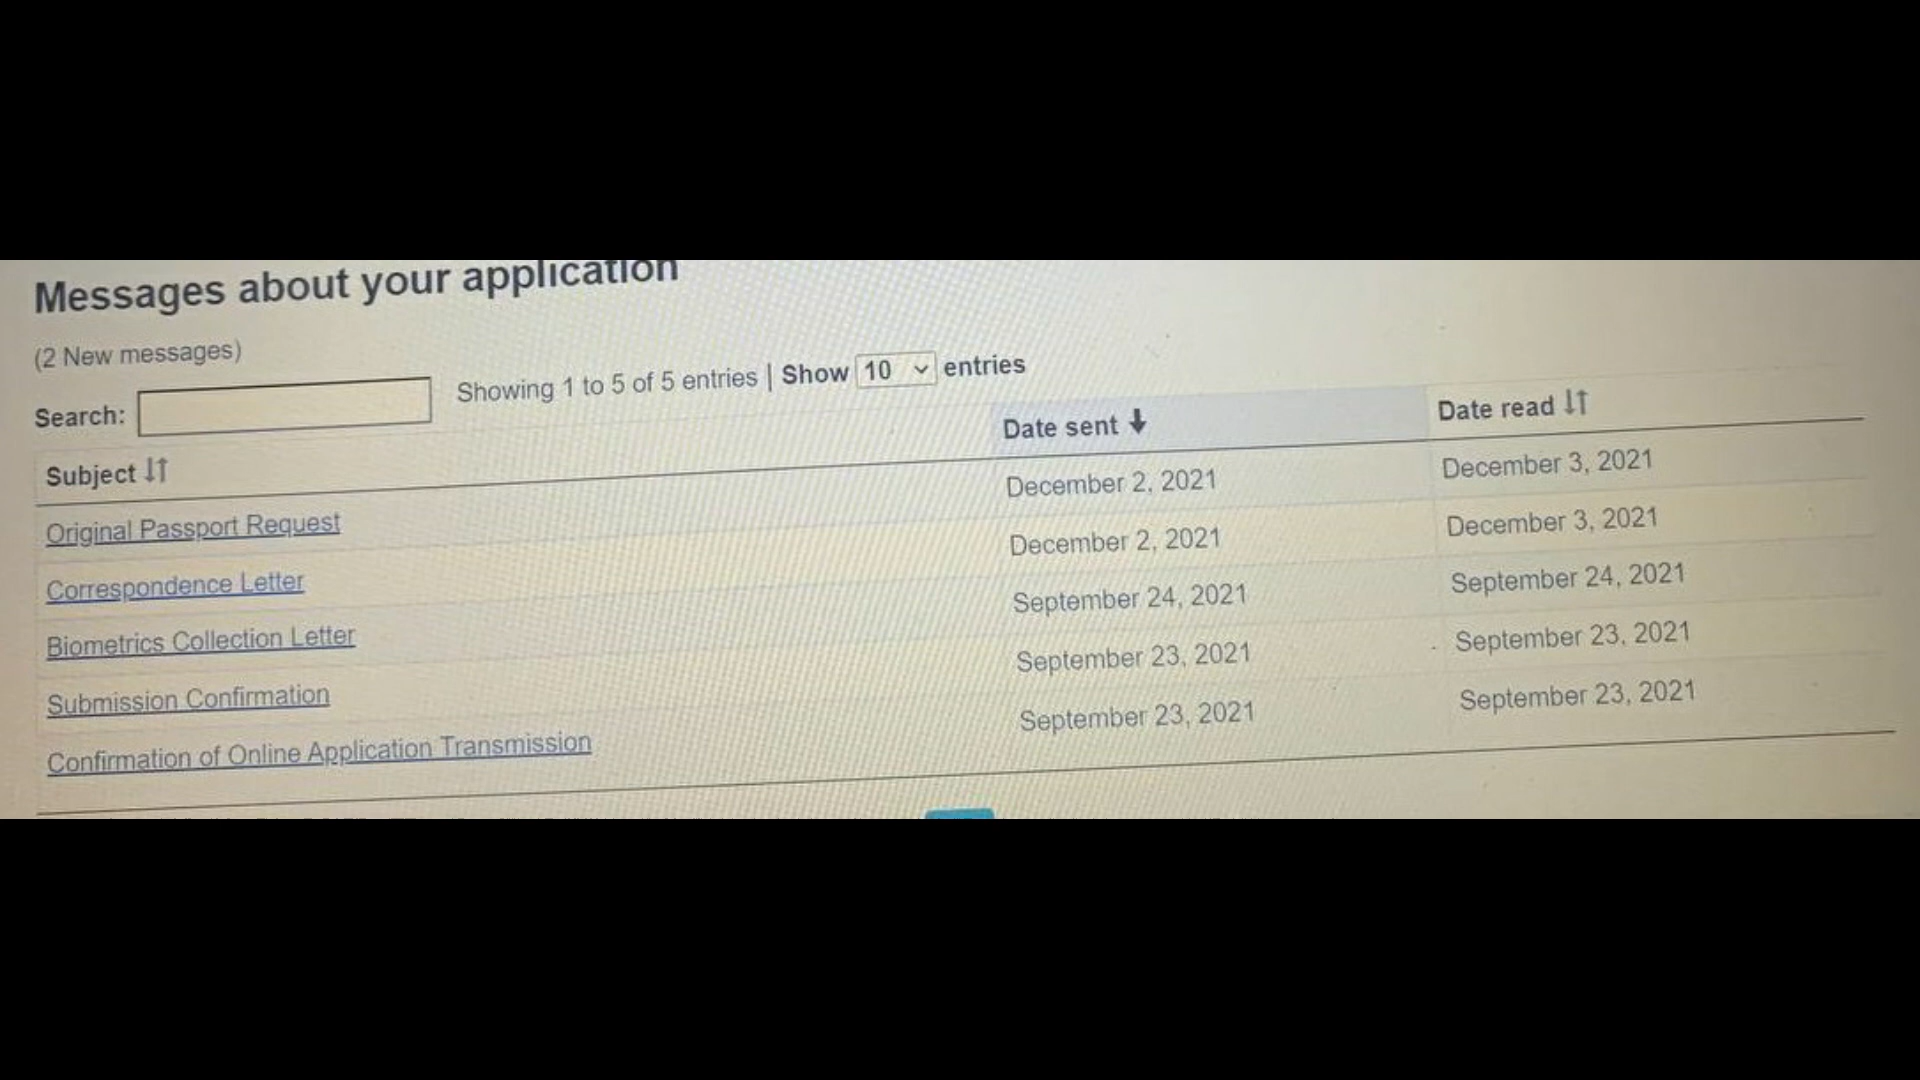 Messages about your application
(2 New messages)
Search: Showing 1 to 5 of 5 entries | Show 10 entries
Subject Date sent Date read
Original Passport Request December 2, 2021 December 3, 2021
Correspondence Letter December 2, 2021 December 3, 2021
Biometrics Collection Letter September 24, 2021 September 24, 2021
Submission Confirmation September 23, 2021 September 23, 2021
Confirmation of Online Application Transmission September 23, 2021 September 23, 2021